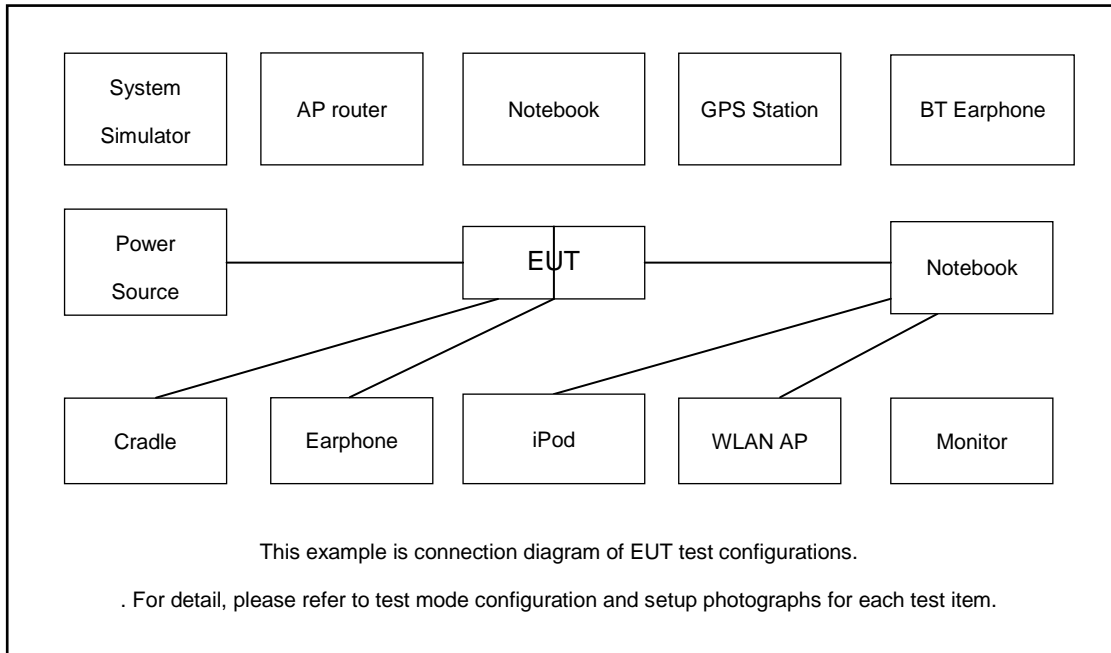 System
Simulator
AP router
Notebook
GPS Station
BT Earphone
Power
Source
EUT
Notebook
Cradle
Earphone
iPod
WLAN AP
Monitor
This example is connection diagram of EUT test configurations.
. For detail, please refer to test mode configuration and setup photographs for each test item.